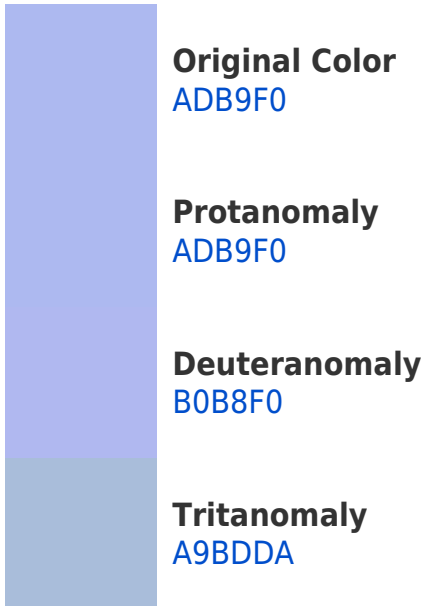 Original Color
ADB9F0
Protanomaly
ADB9F0
Deuteranomaly
B0B8F0
Tritanomaly
A9BDDA